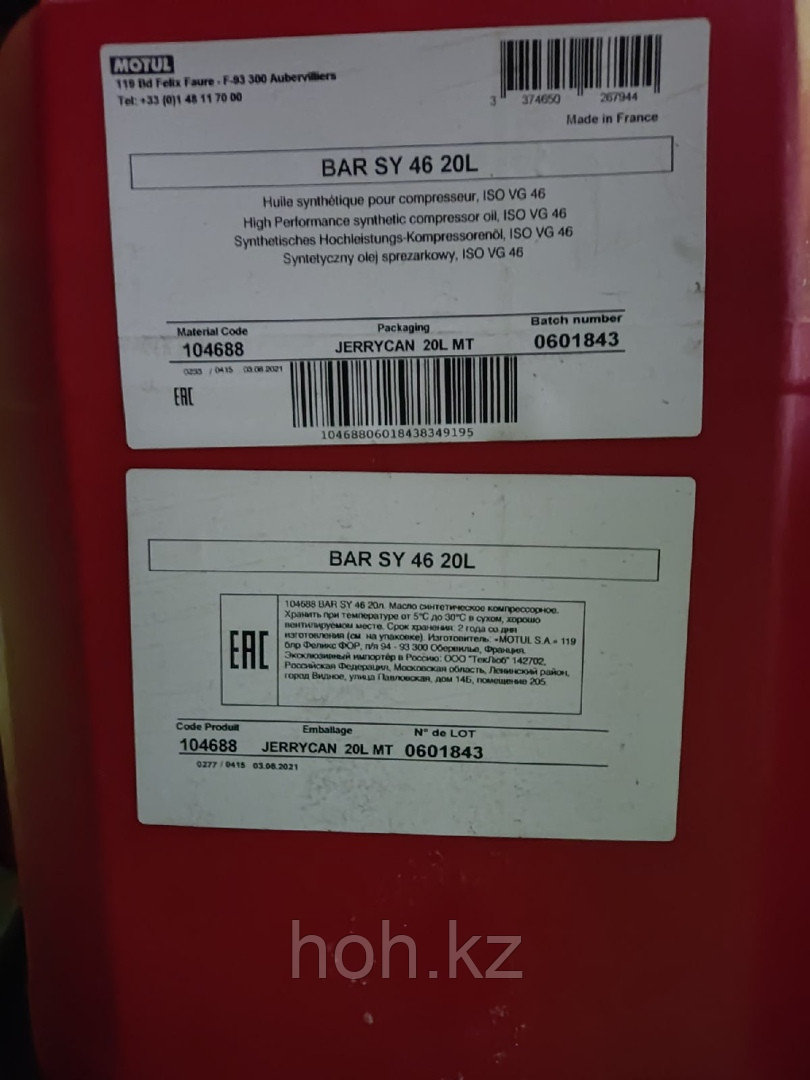 MOTUL
119 Bd Felix Faure - F-93 300 Aubervilliers
Tel: +33 (0)1 48 11 70 00
3 374650 267944
Made in France
BAR SY 46 20L
Huile synthétique pour compresseur, ISO VG 46
High Performance synthetic compressor oil, ISO VG 46
Synthetisches Hochleistungs-Kompressorenöl, ISO VG 46
Syntetyczny olej sprezarkowy, ISO VG 46
Material Code Packaging Batch number
104688 JERRYCAN 20L MT 0601843
/ 0415 03.08.2021
EAC
10468806018438349195
BAR SY 46 20L
EAC
104688 BAR SY 46 20л. Масло синтетическое компрессорное.
Хранить при температуре от 5°С до 30°С в сухом, хорошо
вентилируемом месте. Срок хранения: 2 года со дня
изготовления (см. на упаковке). Изготовитель: «MOTUL S.A.» 119
блр Феликс ФОР, п/я 94 - 93 300 Обервилье, Франция.
Эксклюзивный импортёр в Россию: ООО "ТекЛюб" 142702,
Российская Федерация, Московская область, Ленинский район,
город Видное, улица Павловская, дом 14Б, помещение 205.
Code Produit Emballage N° de LOT
104688 JERRYCAN 20L MT 0601843
0277 / 0415 03.08.2021
hoh.kz